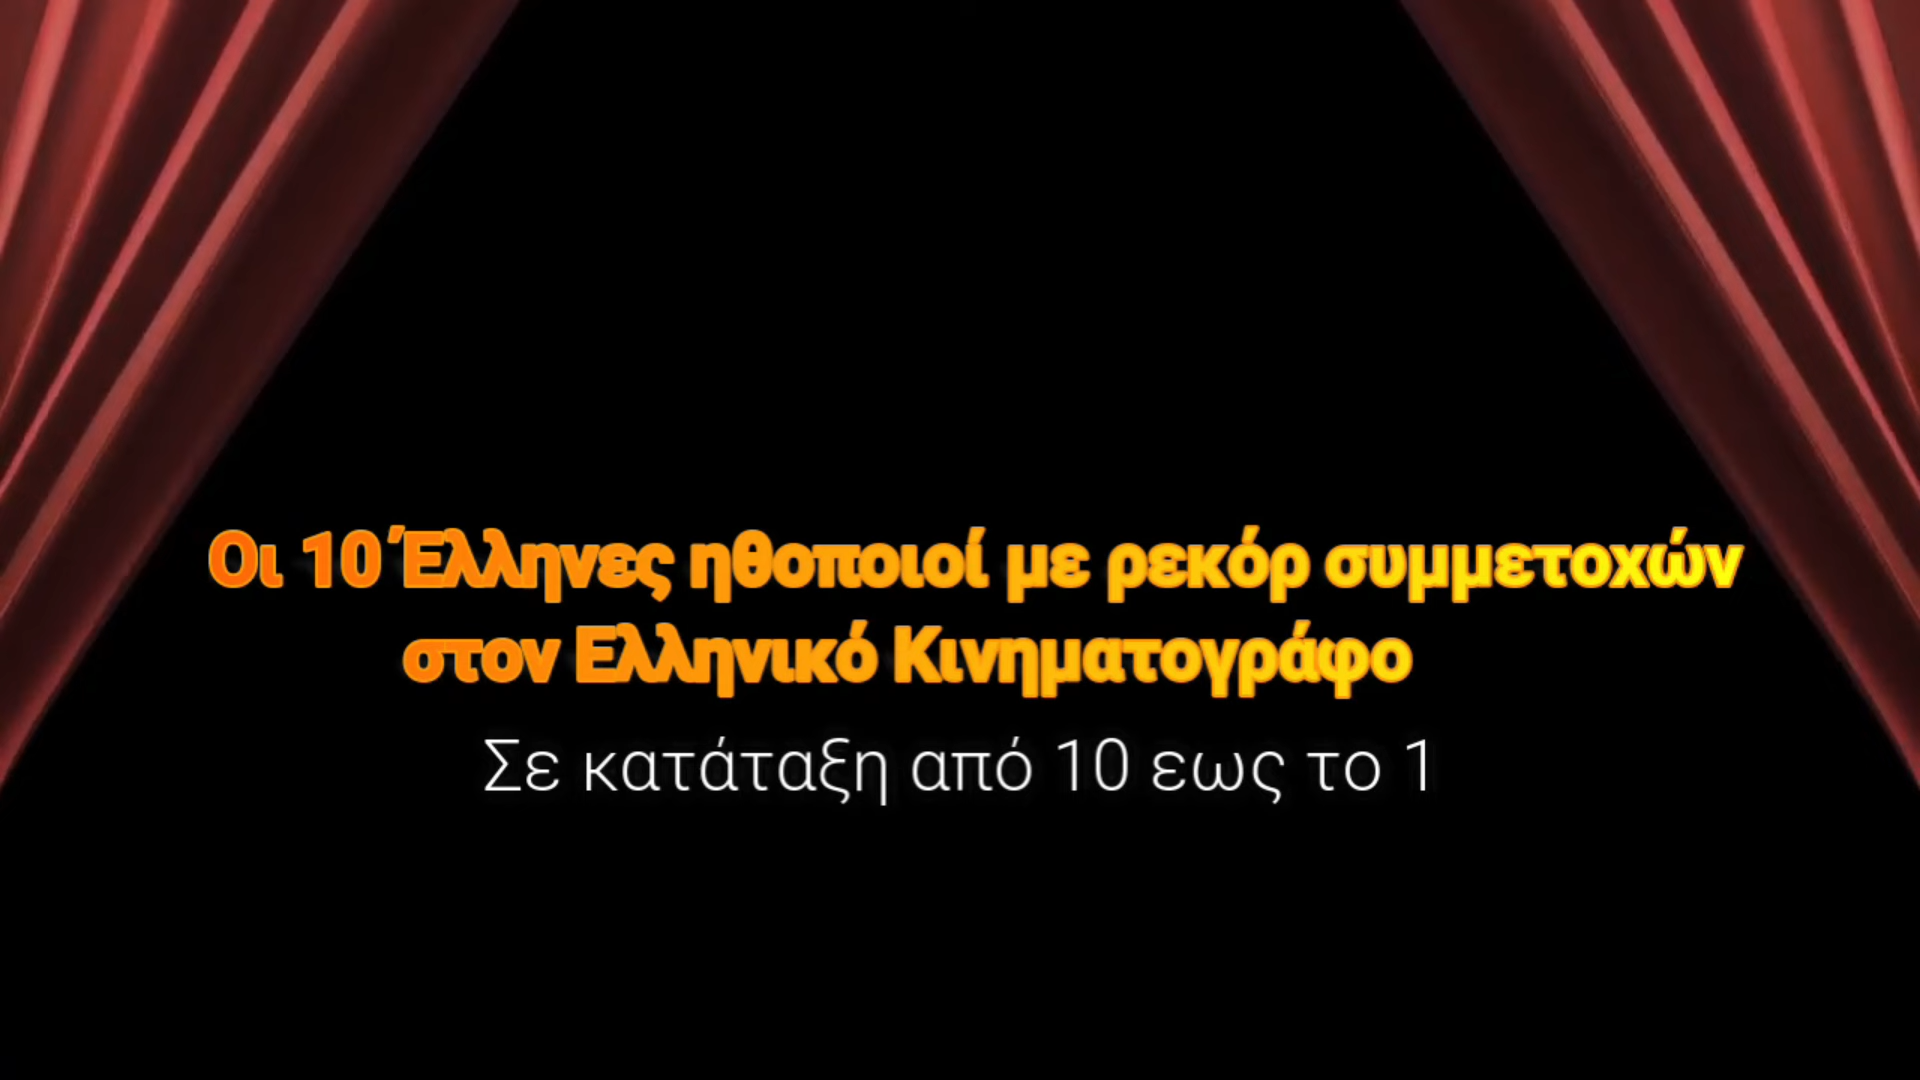 Οι 10 Έλληνες ηθοποιοί με ρεκόρ συμμετοχών
στον Ελληνικό Κινηματογράφο
Σε κατάταξη από 10 εως το 1